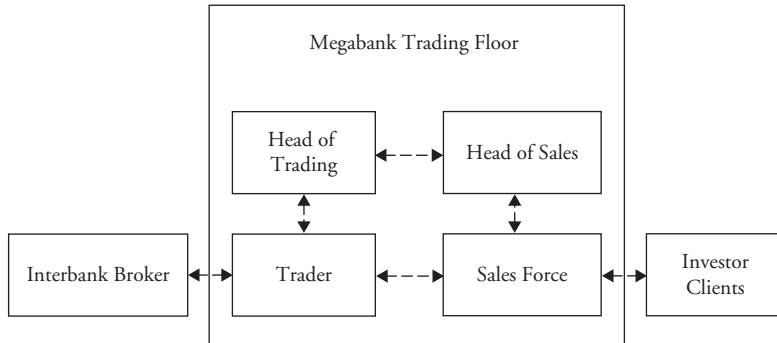 Megabank Trading Floor
Head of
Trading
Head of Sales
Interbank Broker
Trader
Sales Force
Investor
Clients